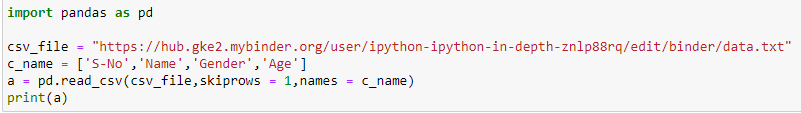 import pandas as pd
csv_file = "https://hub.gke2.mybinder.org/user/ipython-ipython-in-depth-znlp88rq/edit/binder/data.txt"
c_name = ['S-No','Name','Gender','Age']
a = pd.read_csv(csv_file,skiprows = 1,names = c_name)
print(a)